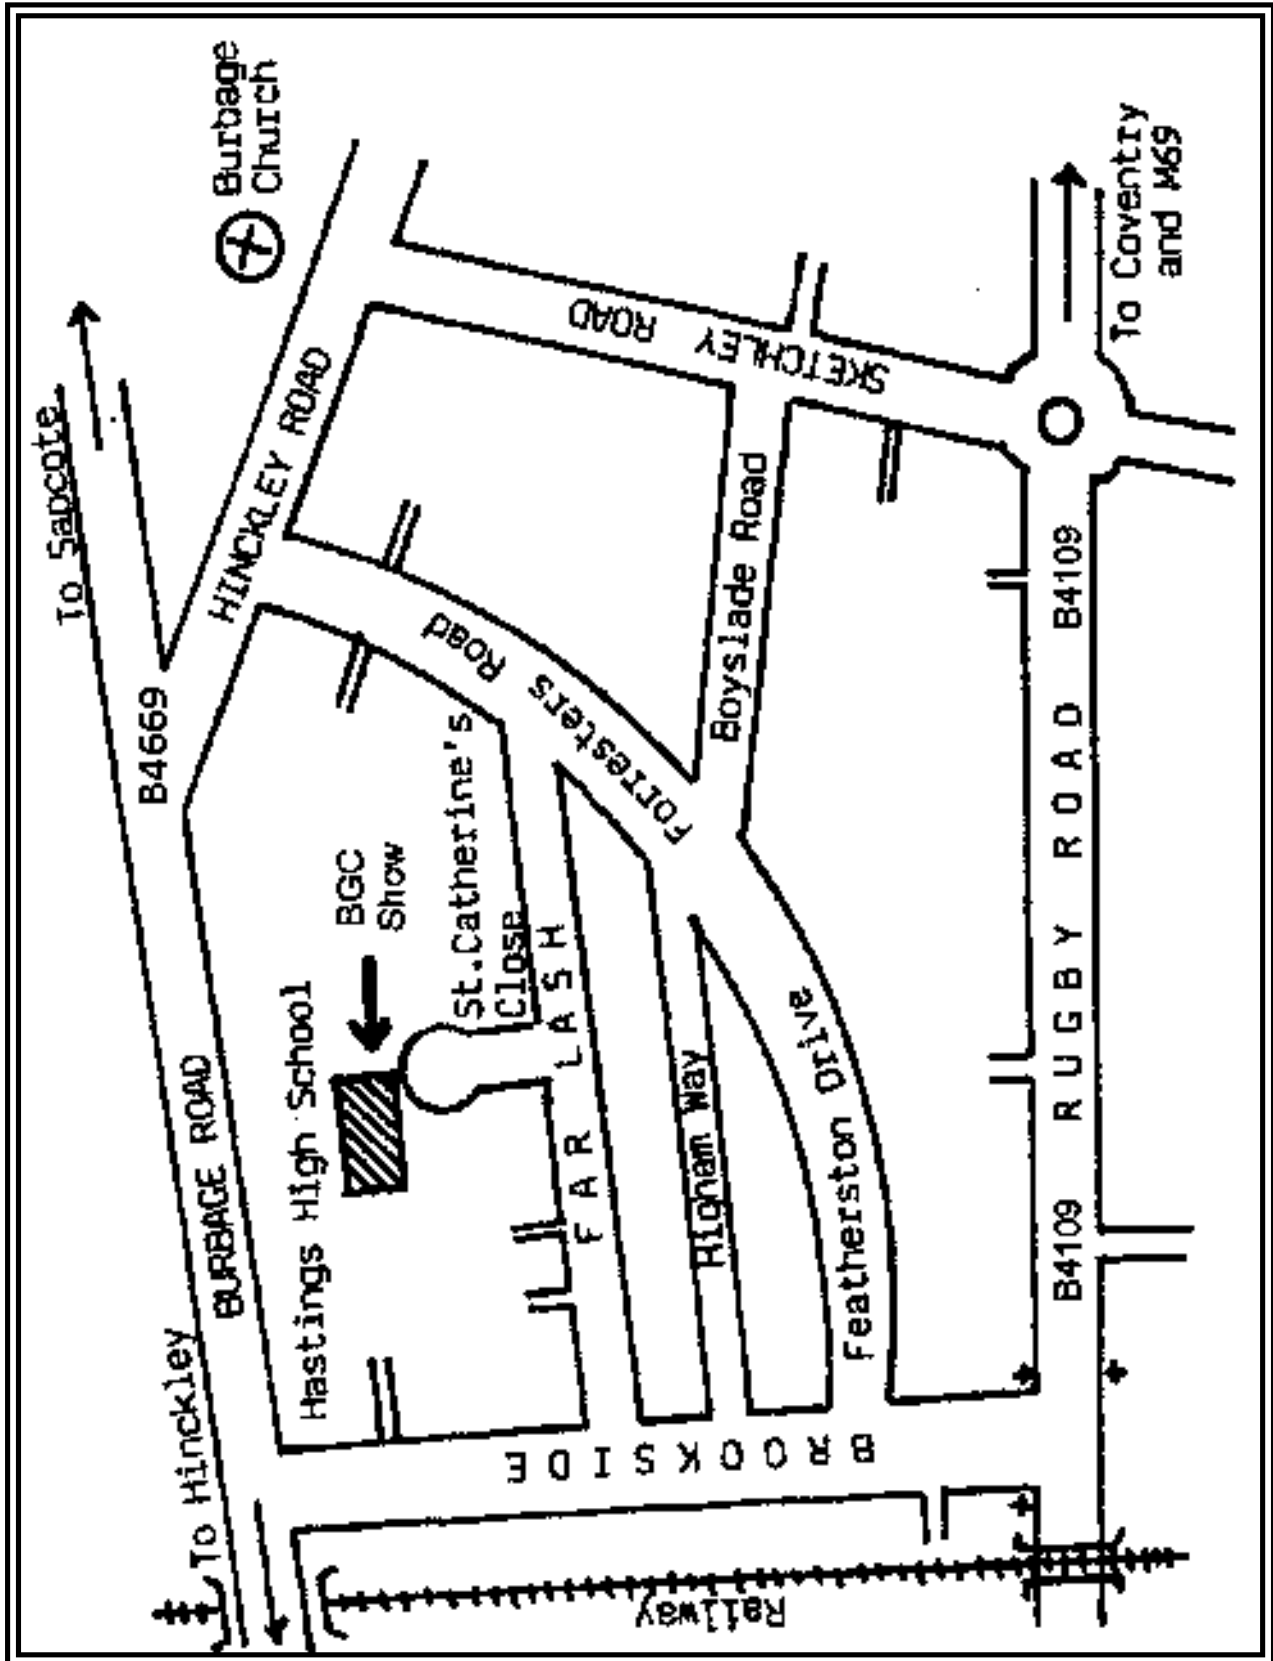 To Sapcote
Burbage
Church
B4669
HINCKLEY ROAD
To Hinckley
BURBAGE ROAD
Hastings High School
BGC
Show
St.Catherine's
Close
FAR LASH
Forresters Road
SKETCHLEY ROAD
Boyslade Road
Higham Way
Featherston Drive
BROOKSIDE
Railway
B4109 RUGBY ROAD B4109
To Coventry
and M69